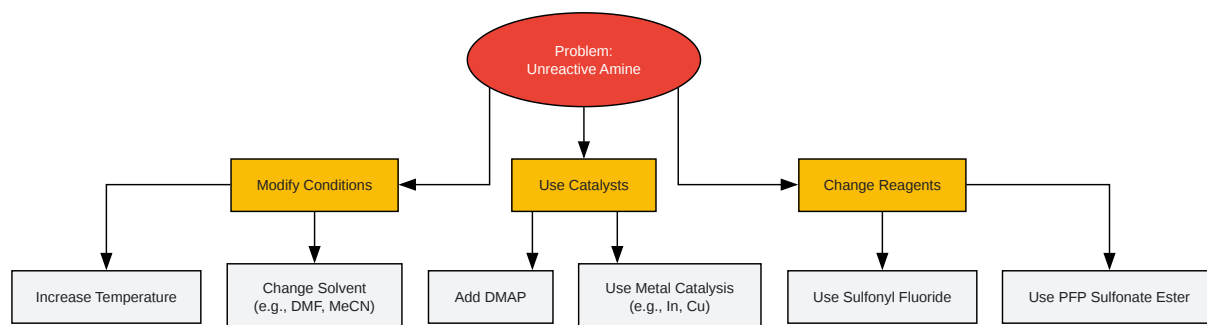 Problem:
Unreactive Amine
Modify Conditions
Use Catalysts
Change Reagents
Increase Temperature
Change Solvent
(e.g., DMF, MeCN)
Add DMAP
Use Metal Catalysis
(e.g., In, Cu)
Use Sulfonyl Fluoride
Use PFP Sulfonate Ester